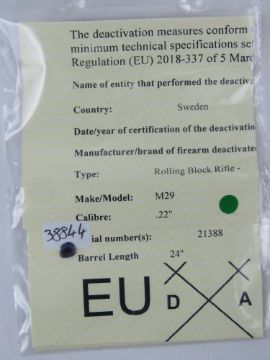 The deactivation measures conform
minimum technical specifications se
Regulation (EU) 2018-337 of 5 Marc
Name of entity that performed the deactiva
Country: Sweden
Date/year of certification of the deactivation
Manufacturer/brand of firearm deactivated
Type: Rolling Block Rifle -
Make/Model: M29
Calibre: .22"
38844
ial number(s): 21388
Barrel Length 24"
EU
D A